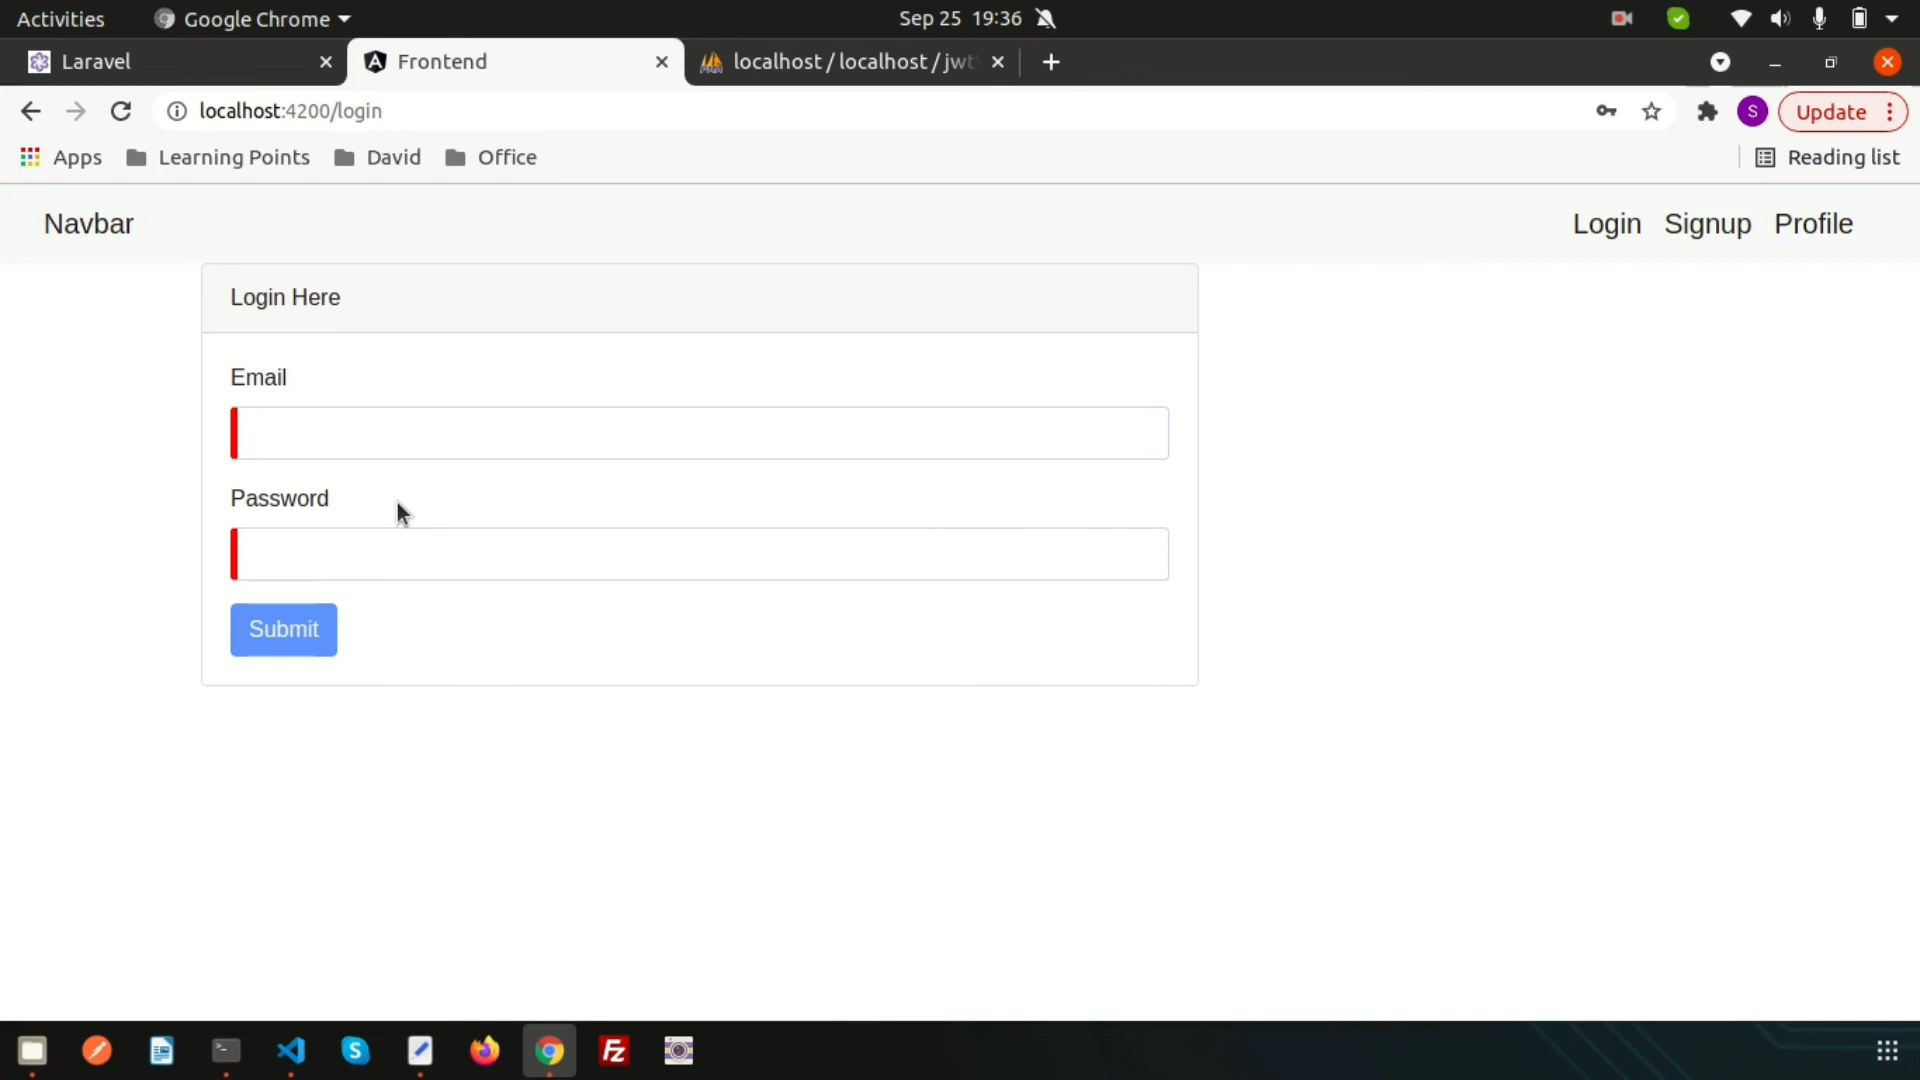 Activities Google Chrome Sep 25 19:36
Laravel Frontend localhost / localhost / jwt
localhost:4200/login S Update
Apps Learning Points David Office Reading list
Navbar Login Signup Profile
Login Here
Email
Password
Submit